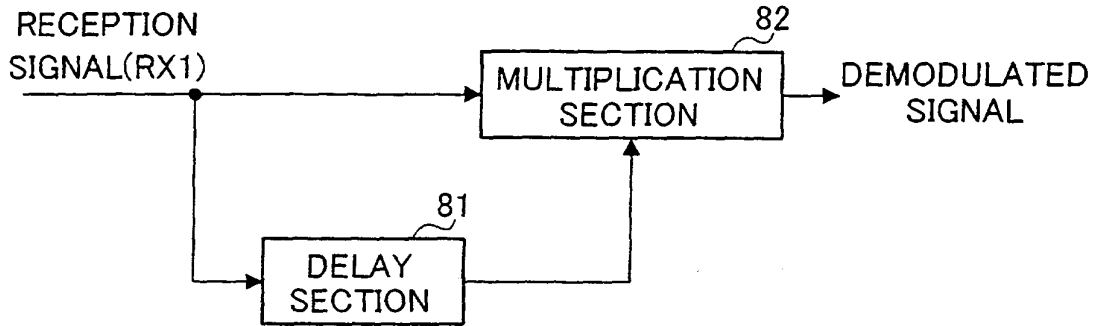 RECEPTION
SIGNAL(RX1)
82
MULTIPLICATION
SECTION
DEMODULATED
SIGNAL
81
DELAY
SECTION